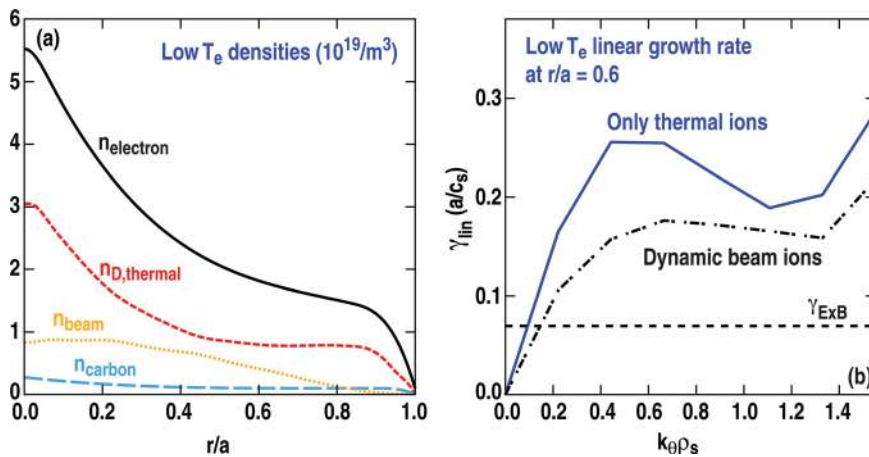 (a)
Low Te densities (10^19/m^3)
6
5
4
3
2
1
0
nelectron
nD,thermal
nbeam
ncarbon
0.0 0.2 0.4 0.6 0.8 1.0
r/a
Low Te linear growth rate
at r/a = 0.6
0.3
0.2
0.1
0.0
γlin (a/cs)
Only thermal ions
Dynamic beam ions
γExB
(b)
0.0 0.2 0.4 0.6 0.8 1.0 1.2 1.4
kθρs